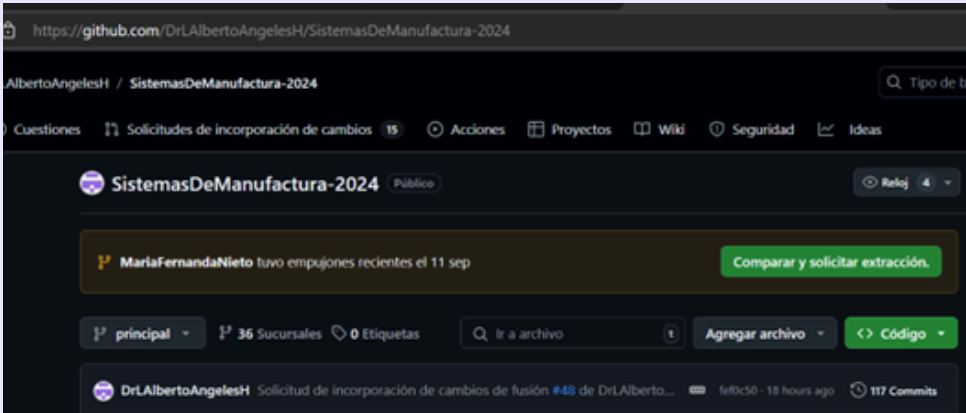 https://github.com/DrLAlbertoAngelesH/SistemasDeManufactura-2024
LAlbertoAngelesH / SistemasDeManufactura-2024 Tipo de b
Cuestiones Solicitudes de incorporación de cambios 15 Acciones Proyectos Wiki Seguridad Ideas
SistemasDeManufactura-2024 Público Reloj 4
MariaFernandaNieto tuvo empujones recientes el 11 sep Comparar y solicitar extracción.
principal 36 Sucursales 0 Etiquetas Ir a archivo t Agregar archivo <> Código
DrLAlbertoAngelesH Solicitud de incorporación de cambios de fusión #48 de DrLAlberto... fef0c50 · 18 hours ago 117 Commits